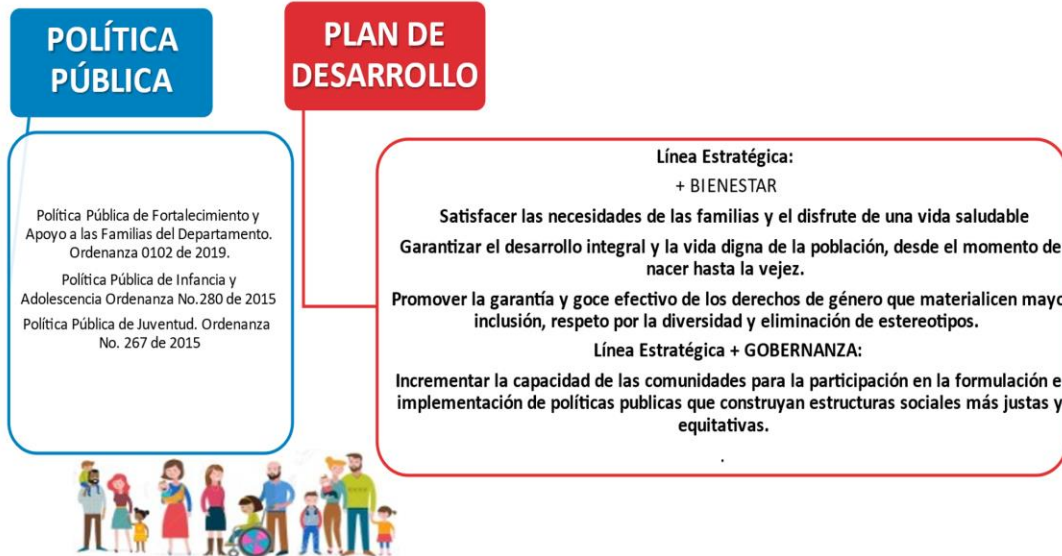 POLÍTICA
PÚBLICA
Política Pública de Fortalecimiento y
Apoyo a las Familias del Departamento.
Ordenanza 0102 de 2019.
Política Pública de Infancia y
Adolescencia Ordenanza No.280 de 2015
Política Pública de Juventud. Ordenanza
No. 267 de 2015
PLAN DE
DESARROLLO
Línea Estratégica:
+ BIENESTAR
Satisfacer las necesidades de las familias y el disfrute de una vida saludable
Garantizar el desarrollo integral y la vida digna de la población, desde el momento de
nacer hasta la vejez.
Promover la garantía y goce efectivo de los derechos de género que materialicen mayo
inclusión, respeto por la diversidad y eliminación de estereotipos.
Línea Estratégica + GOBERNANZA:
Incrementar la capacidad de las comunidades para la participación en la formulación e
implementación de políticas publicas que construyan estructuras sociales más justas y
equitativas.
.